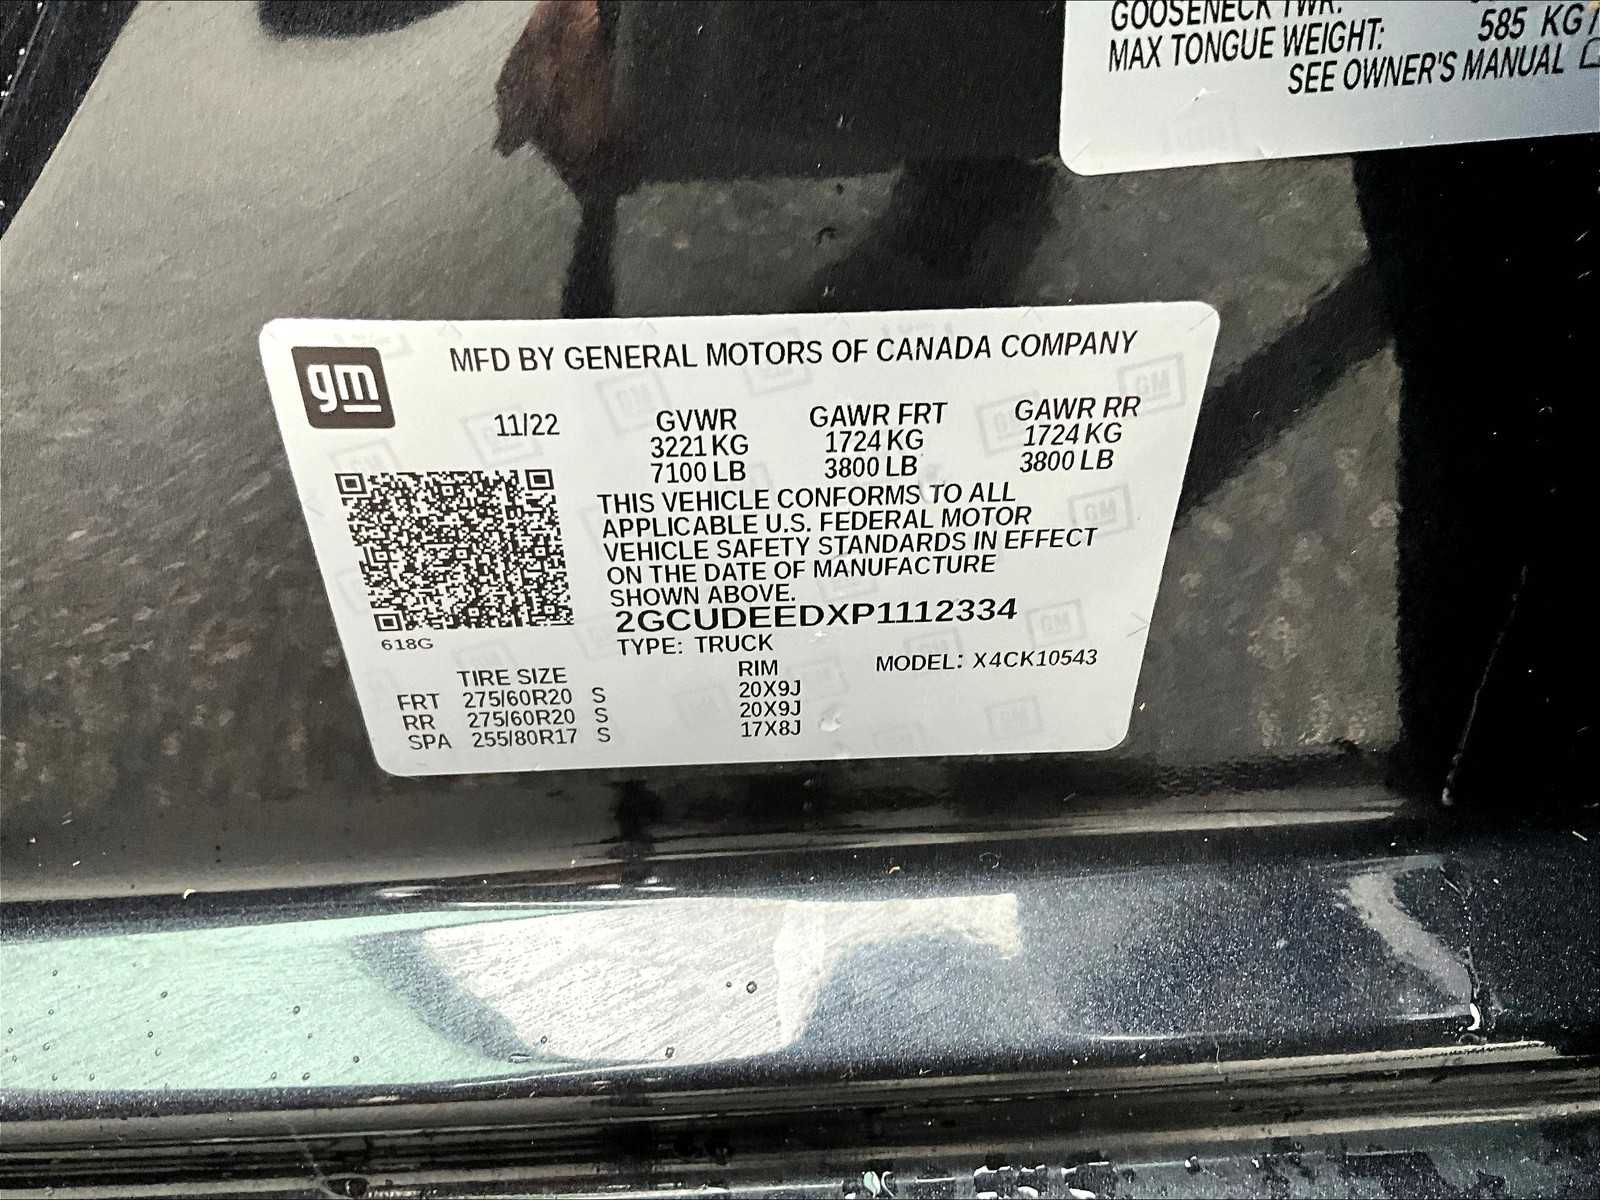 GOOSENECK TWR:
MAX TONGUE WEIGHT: 585 KG
SEE OWNER'S MANUAL
gm
MFD BY GENERAL MOTORS OF CANADA COMPANY
11/22 GVWR GAWR FRT GAWR RR
3221 KG 1724 KG 1724 KG
7100 LB 3800 LB 3800 LB
THIS VEHICLE CONFORMS TO ALL
APPLICABLE U.S. FEDERAL MOTOR
VEHICLE SAFETY STANDARDS IN EFFECT
ON THE DATE OF MANUFACTURE
SHOWN ABOVE.
2GCUDEEDXP1112334
618G
TYPE: TRUCK MODEL: X4CK10543
TIRE SIZE RIM
FRT 275/60R20 S 20X9J
RR 275/60R20 S 20X9J
SPA 255/80R17 S 17X8J